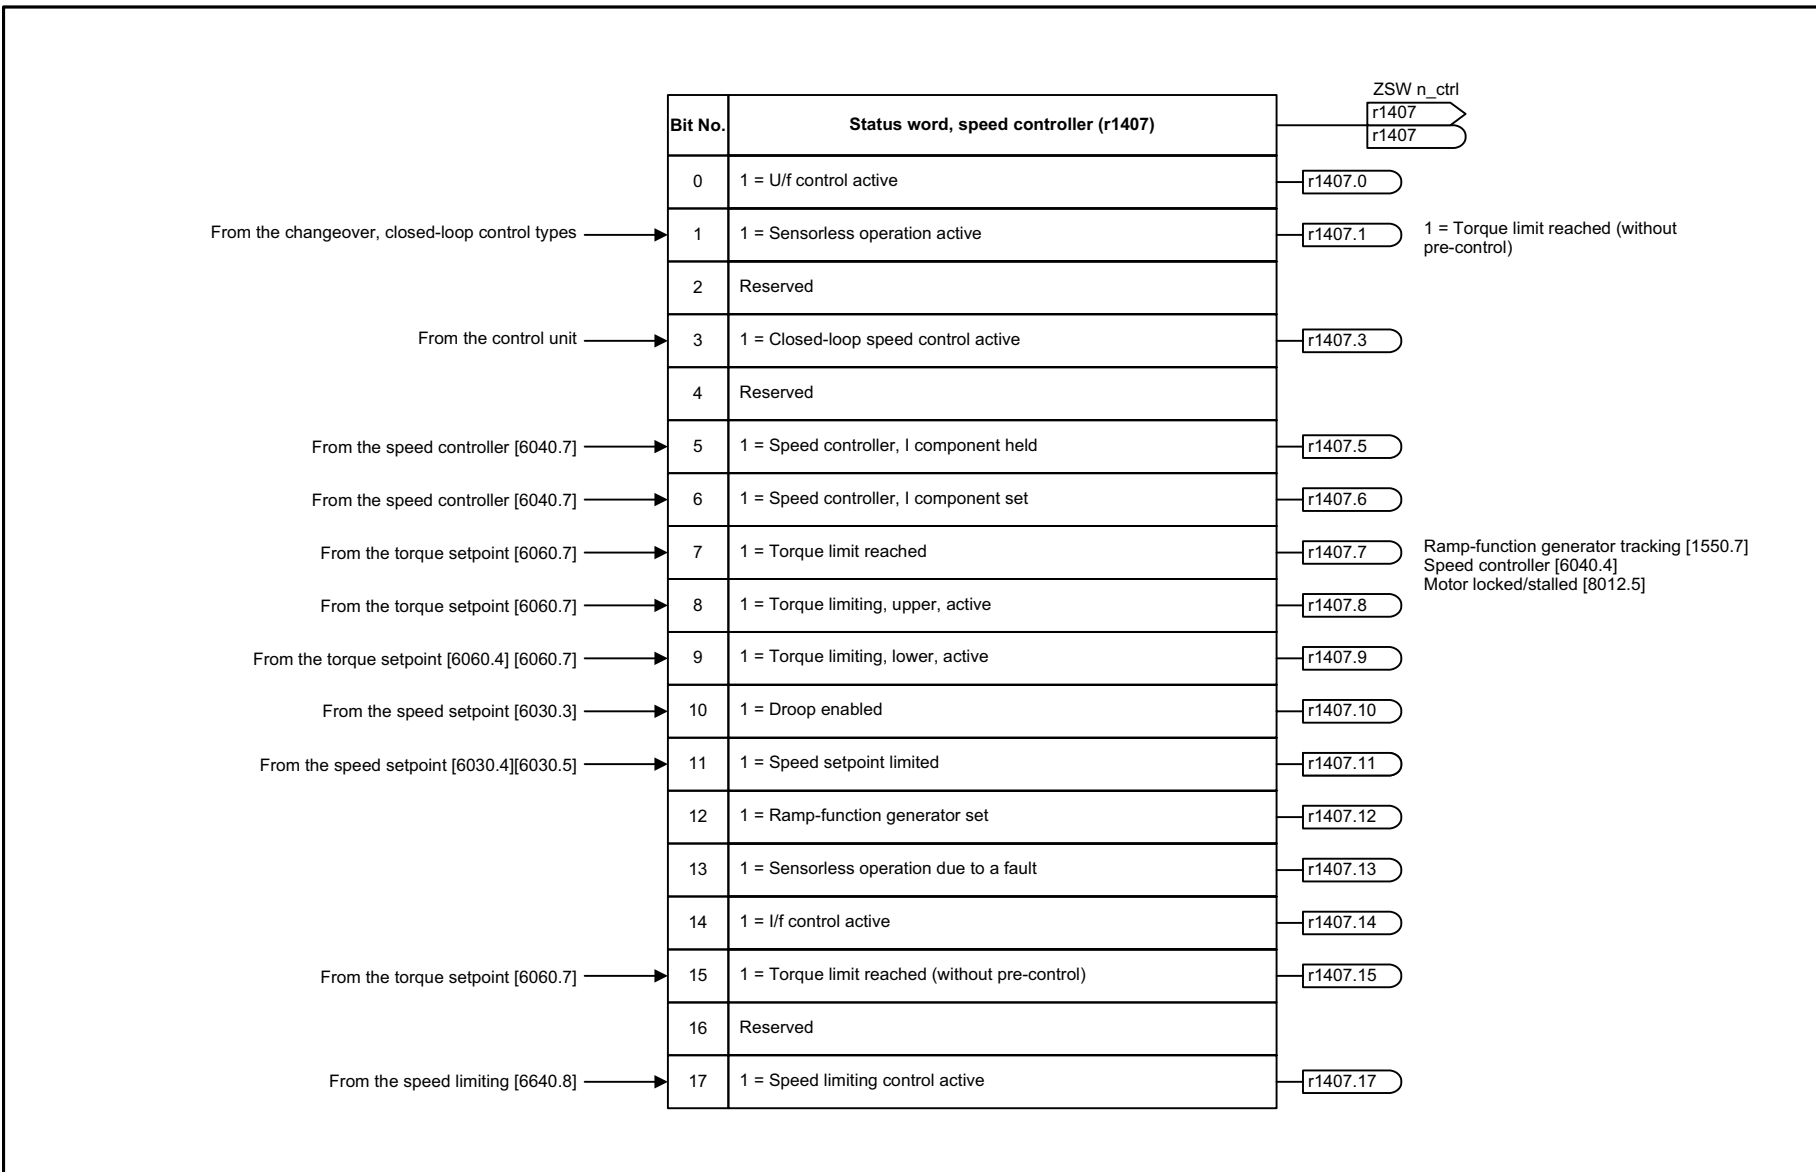 ZSW n_ctrl
r1407
r1407
Bit No. Status word, speed controller (r1407)
0 1 = U/f control active r1407.0
From the changeover, closed-loop control types 1 1 = Sensorless operation active r1407.1 1 = Torque limit reached (without
pre-control)
2 Reserved
From the control unit 3 1 = Closed-loop speed control active r1407.3
4 Reserved
From the speed controller [6040.7] 5 1 = Speed controller, I component held r1407.5
From the speed controller [6040.7] 6 1 = Speed controller, I component set r1407.6
From the torque setpoint [6060.7] 7 1 = Torque limit reached r1407.7 Ramp-function generator tracking [1550.7]
Speed controller [6040.4]
Motor locked/stalled [8012.5]
From the torque setpoint [6060.7] 8 1 = Torque limiting, upper, active r1407.8
From the torque setpoint [6060.4] [6060.7] 9 1 = Torque limiting, lower, active r1407.9
From the speed setpoint [6030.3] 10 1 = Droop enabled r1407.10
From the speed setpoint [6030.4][6030.5] 11 1 = Speed setpoint limited r1407.11
12 1 = Ramp-function generator set r1407.12
13 1 = Sensorless operation due to a fault r1407.13
14 1 = I/f control active r1407.14
From the torque setpoint [6060.7] 15 1 = Torque limit reached (without pre-control) r1407.15
16 Reserved
From the speed limiting [6640.8] 17 1 = Speed limiting control active r1407.17